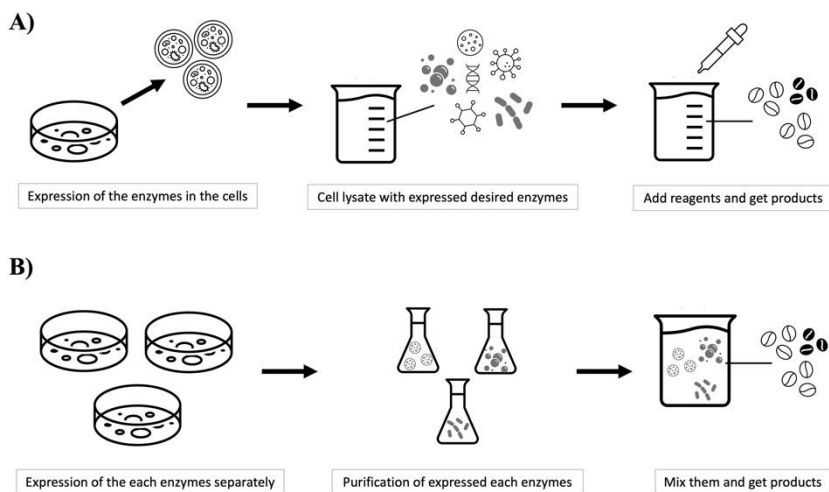 A)
Expression of the enzymes in the cells
Cell lysate with expressed desired enzymes
Add reagents and get products
B)
Expression of the each enzymes separately
Purification of expressed each enzymes
Mix them and get products